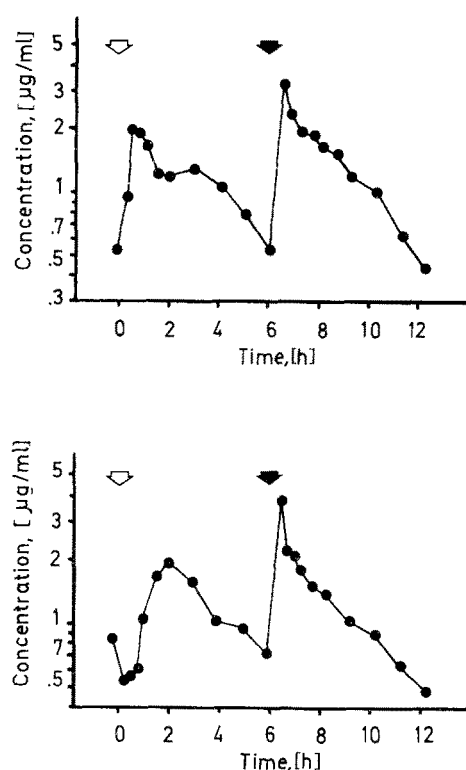 Concentration, [ µg/ml]
5
3
2
1
.7
.5
.3
0 2 4 6 8 10 12
Time,[h]
Concentration, [ µg/ml]
5
3
2
1
.7
.5
0 2 4 6 8 10 12
Time,[h]